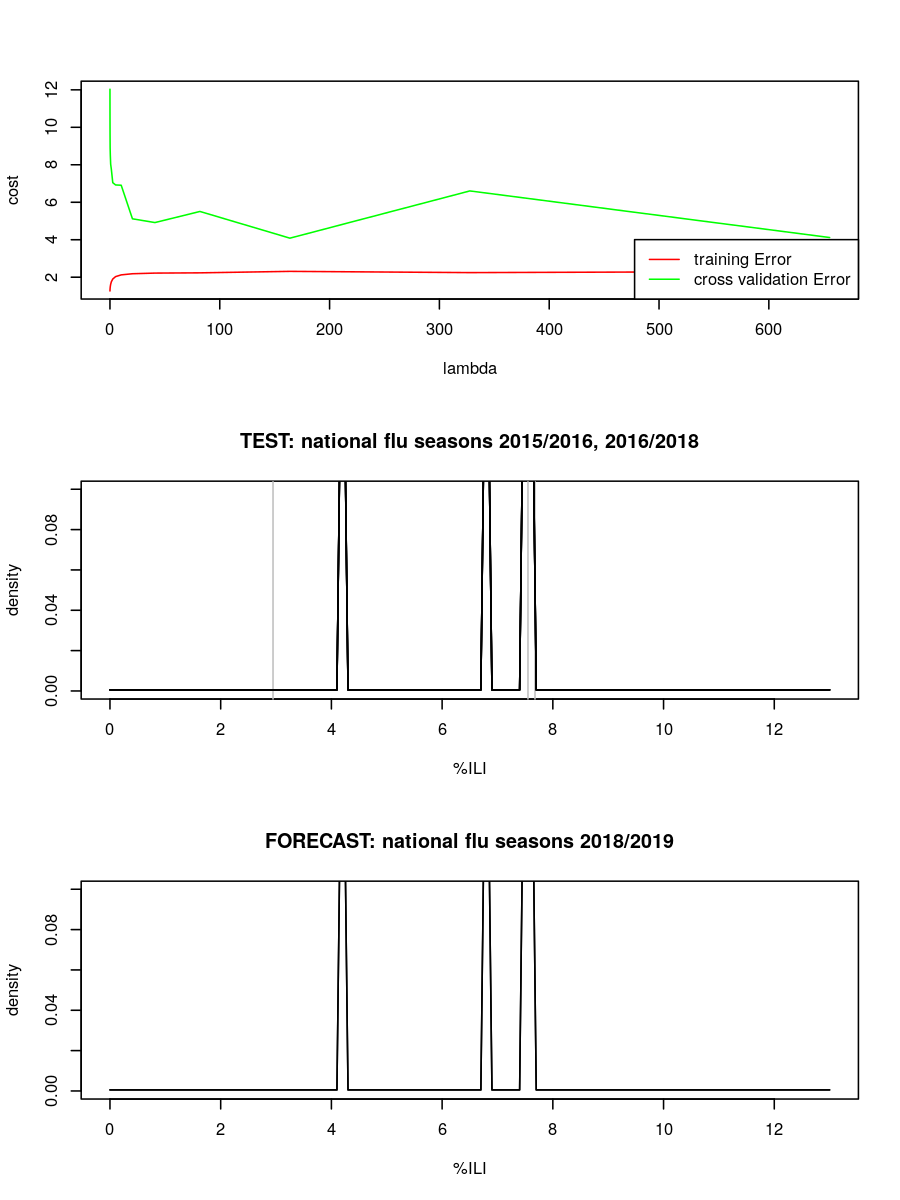 12
10
8
6
4
2
cost
training Error
cross validation Error
0 100 200 300 400 500 600
lambda
TEST: national flu seasons 2015/2016, 2016/2018
0.08
0.04
0.00
density
0 2 4 6 8 10 12
%ILI
FORECAST: national flu seasons 2018/2019
0.08
0.04
0.00
density
0 2 4 6 8 10 12
%ILI